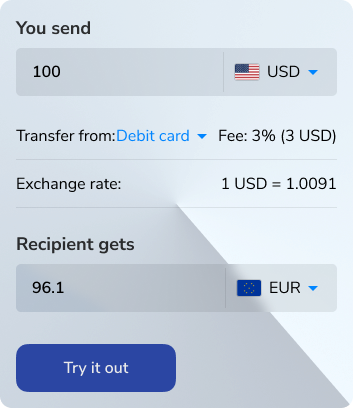 You send
100 USD
Transfer from: Debit card Fee: 3% (3 USD)
Exchange rate: 1 USD = 1.0091
Recipient gets
96.1 EUR
Try it out